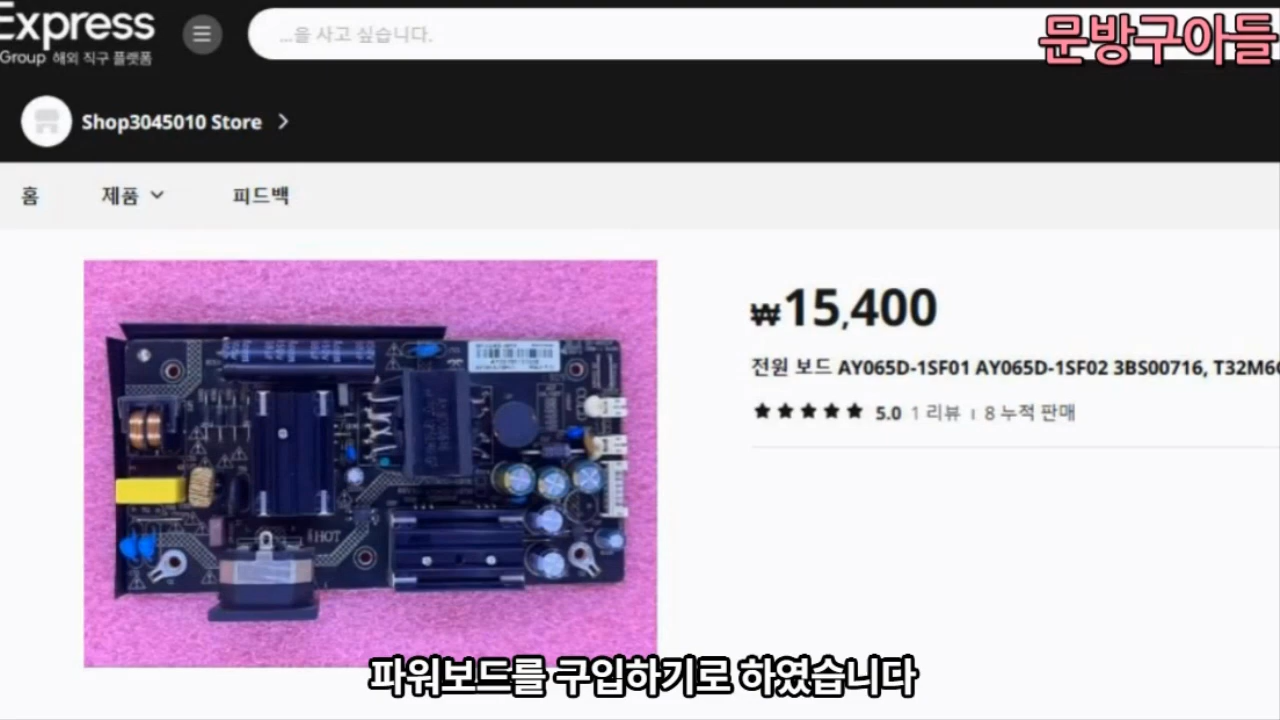 Express
문방구아들
...을 사고 싶습니다.
Group 해외 직구 플랫폼
Shop3045010 Store
홈
제품
피드백
₩15,400
전원 보드 AY065D-1SF01 AY065D-1SF02 3BS00716, T32M6
5.0 1 리뷰 ı 8 누적 판매
HOT
파워보드를 구입하기로 하였습니다